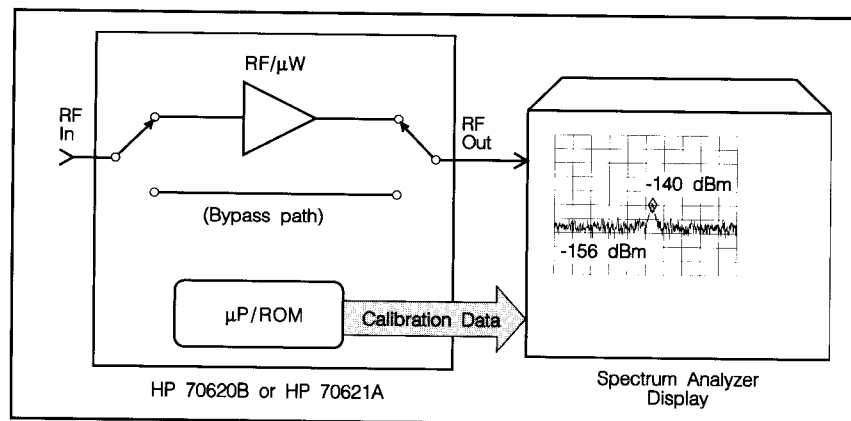 RF/µW
RF
In
RF
Out
(Bypass path)
-140 dBm
-156 dBm
µP/ROM
Calibration Data
HP 70620B or HP 70621A
Spectrum Analyzer
Display